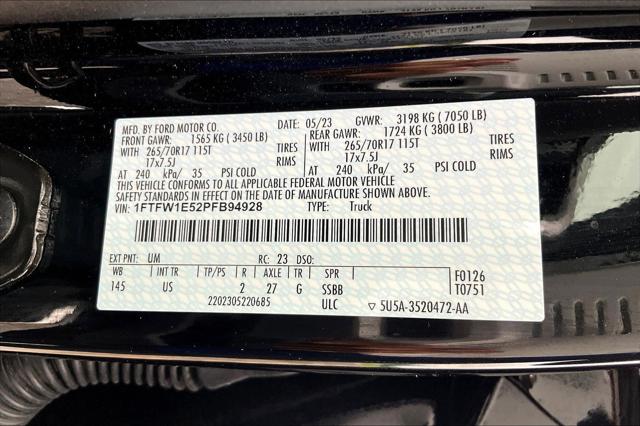 MFD. BY FORD MOTOR CO. DATE: 05/23 GVWR: 3198 KG ( 7050 LB)
FRONT GAWR: 1565 KG ( 3450 LB) REAR GAWR: 1724 KG ( 3800 LB)
WITH 265/70R17 115T TIRES WITH 265/70R17 115T TIRES
17x7.5J RIMS 17x7.5J RIMS
AT 240 kPa/ 35 PSI COLD AT 240 kPa/ 35 PSI COLD
THIS VEHICLE CONFORMS TO ALL APPLICABLE FEDERAL MOTOR VEHICLE
SAFETY STANDARDS IN EFFECT ON THE DATE OF MANUFACTURE SHOWN ABOVE.
VIN: 1FTFW1E52PFB94928 TYPE: Truck
EXT PNT: UM RC: 23 DSO:
WB INT TR TP/PS R AXLE TR SPR F0126
145 US 2 27 G SSBB T0751
2202305220685 ULC 5U5A-3520472-AA